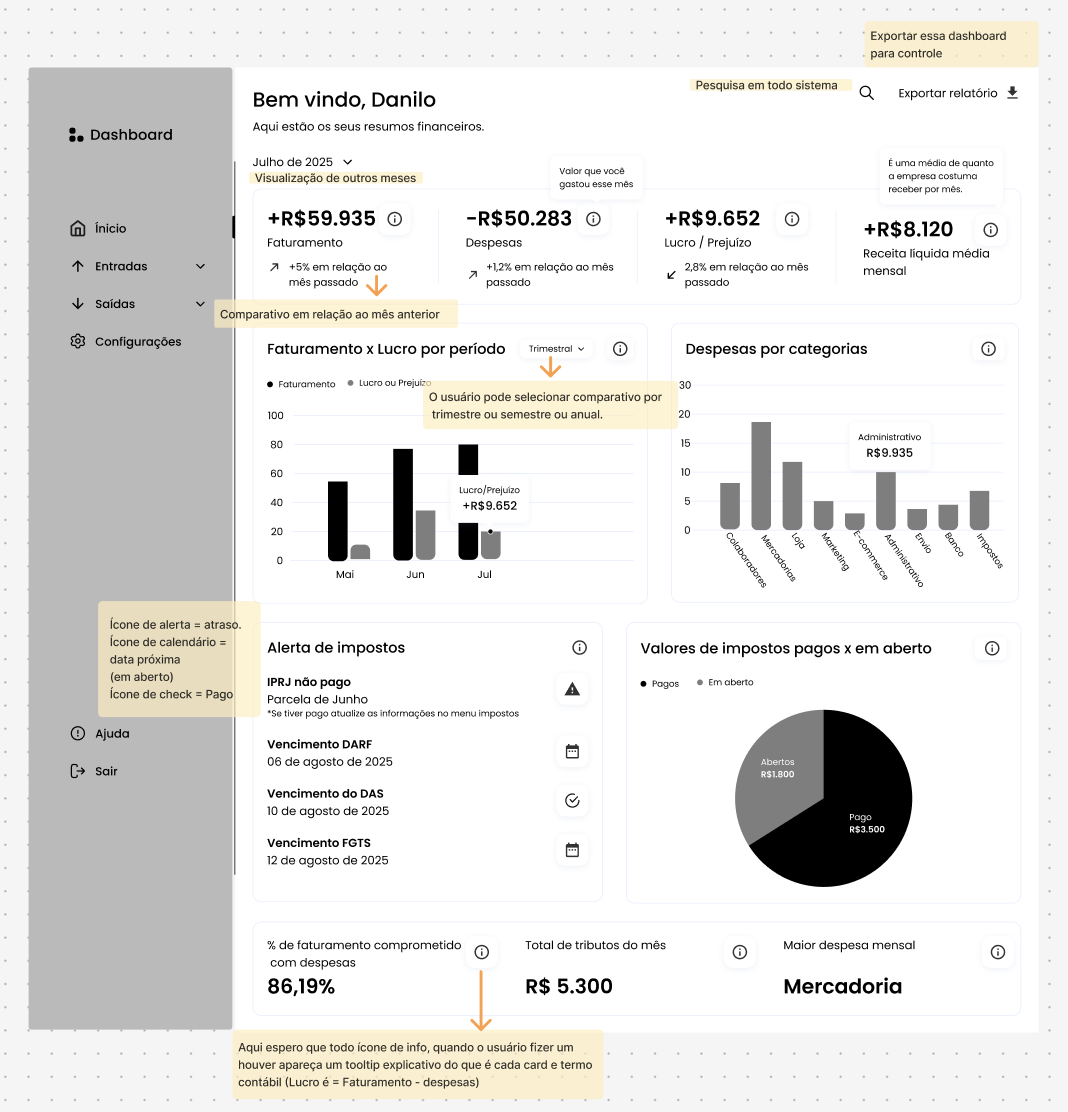 Exportar essa dashboard
para controle
Pesquisa em todo sistema
Exportar relatório
Dashboard
Ínicio
Entradas
Saídas
Configurações
Ícone de alerta = atraso.
Ícone de calendário =
data próxima
(em aberto)
Ícone de check = Pago
Ajuda
Sair
Bem vindo, Danilo
Aqui estão os seus resumos financeiros.
Julho de 2025
Visualização de outros meses
Valor que você
gastou esse mês
É uma média de quanto
a empresa costuma
receber por mês.
+R$59.935
Faturamento
+5% em relação ao
mês passado
-R$50.283
Despesas
+1,2% em relação ao mês
passado
+R$9.652
Lucro / Prejuízo
2,8% em relação ao mês
passado
+R$8.120
Receita líquida média
mensal
Comparativo em relação ao mês anterior
Faturamento x Lucro por período
Trimestral
Faturamento
Lucro ou Prejuízo
O usuário pode selecionar comparativo por
trimestre ou semestre ou anual.
100
80
60
40
20
0
Lucro/Prejuizo
+R$9.652
Mai
Jun
Jul
Despesas por categorias
30
20
15
10
5
0
Administrativo
R$9.935
Colaboradores
Mercadorias
Loja
Marketing
E-commerce
Administrativo
Envio
Banco
Impostos
Alerta de impostos
IPRJ não pago
Parcela de Junho
*Se tiver pago atualize as informações no menu impostos
Vencimento DARF
06 de agosto de 2025
Vencimento do DAS
10 de agosto de 2025
Vencimento FGTS
12 de agosto de 2025
Valores de impostos pagos x em aberto
Pagos
Em aberto
Abertos
R$1.800
Pago
R$3.500
% de faturamento comprometido
com despesas
86,19%
Total de tributos do mês
R$ 5.300
Maior despesa mensal
Mercadoria
Aqui espero que todo ícone de info, quando o usuário fizer um
houver apareça um tooltip explicativo do que é cada card e termo
contábil (Lucro é = Faturamento - despesas)